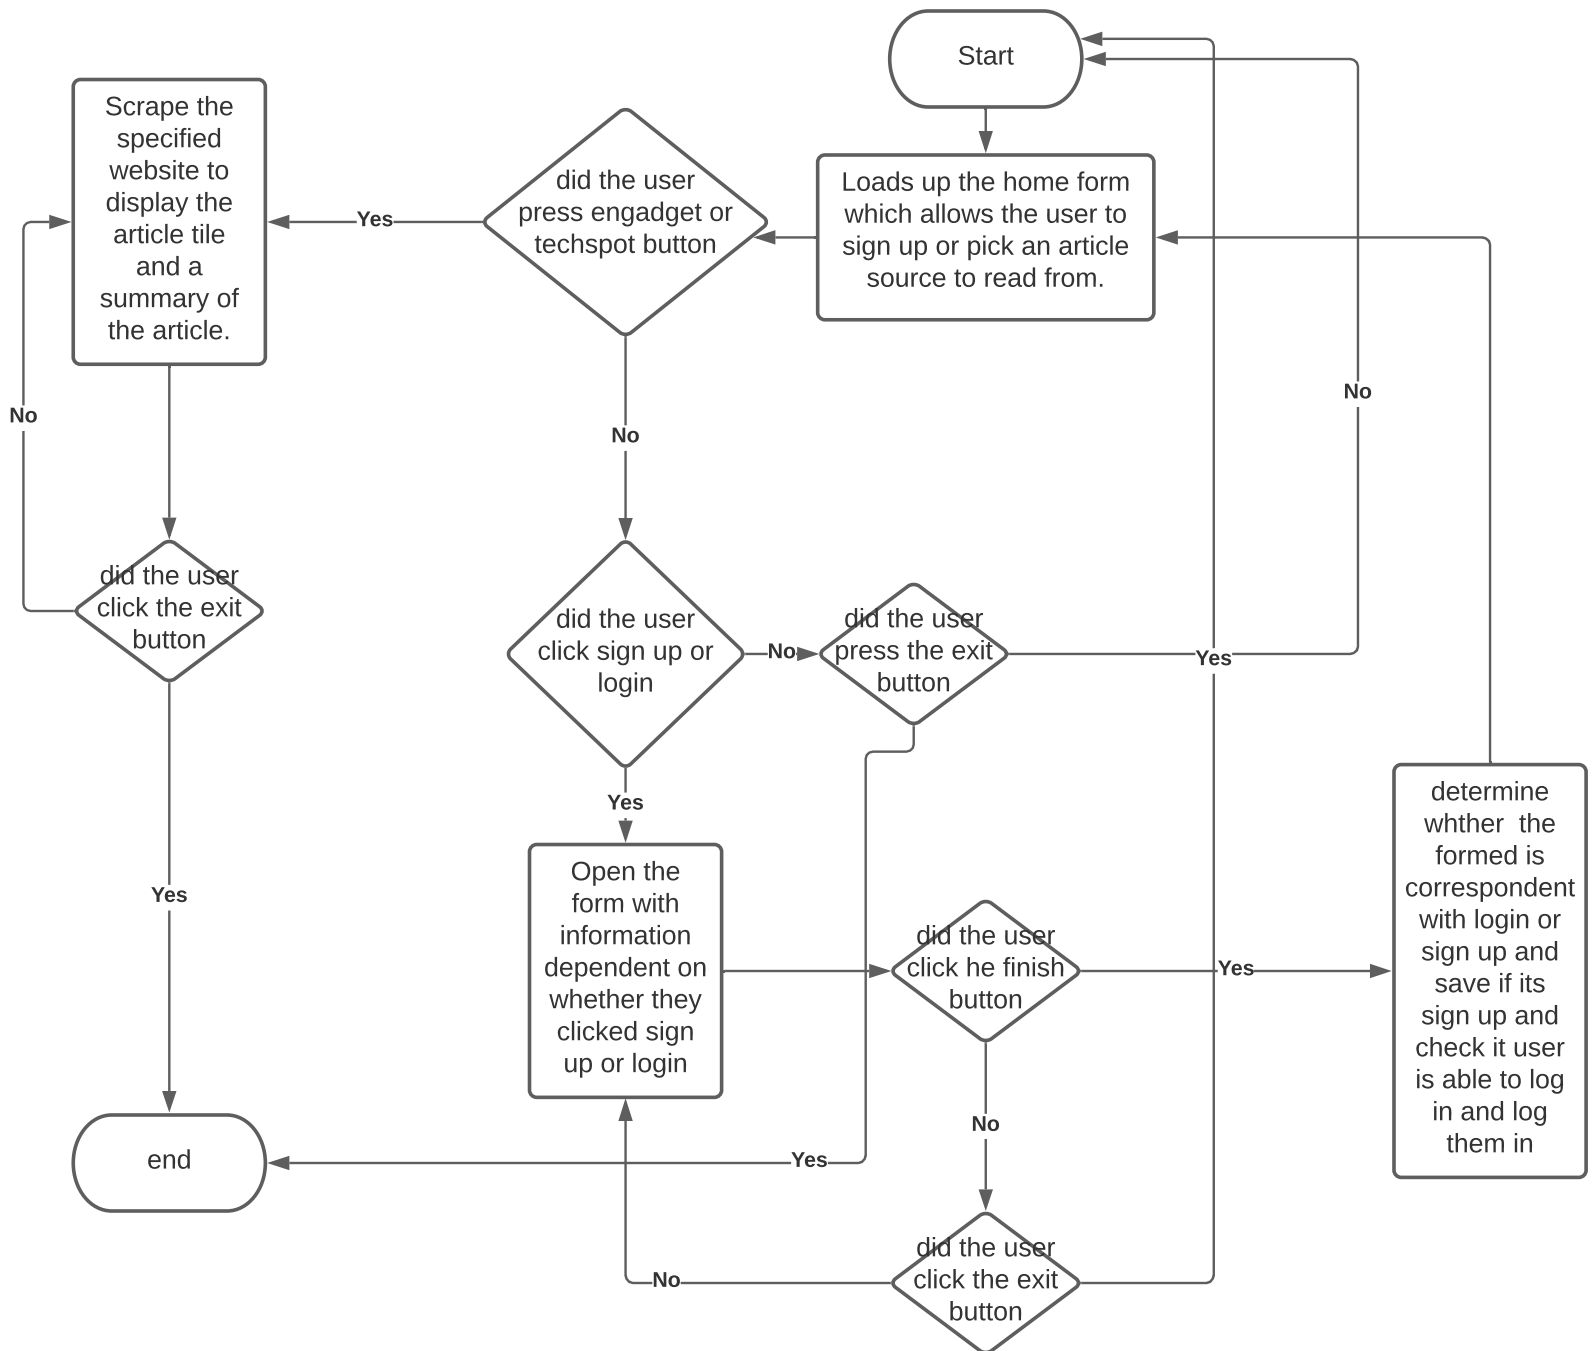 Start
Scrape the
specified
website to
display the
article tile
and a
summary of
the article.
did the user
press engadget or
techspot button
Loads up the home form
which allows the user to
sign up or pick an article
source to read from.
Yes
No
No
No
did the user
click the exit
button
did the user
click sign up or
login
No
did the user
press the exit
button
Yes
Yes
Yes
Open the
form with
information
dependent on
whether they
clicked sign
up or login
did the user
click he finish
button
Yes
determine
whther  the
formed is
correspondent
with login or
sign up and
save if its
sign up and
check it user
is able to log
in and log
them in
No
end
Yes
No
did the user
click the exit
button